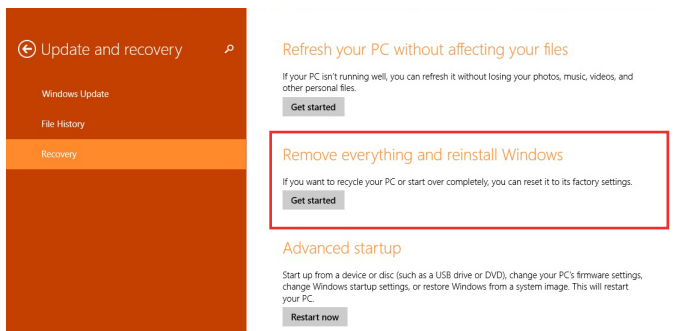 Update and recovery
Windows Update
File History
Recovery
Refresh your PC without affecting your files
If your PC isn't running well, you can refresh it without losing your photos, music, videos, and
other personal files.
Get started
Remove everything and reinstall Windows
If you want to recycle your PC or start over completely, you can reset it to its factory settings.
Get started
Advanced startup
Start up from a device or disc (such as a USB drive or DVD), change your PC's firmware settings,
change Windows startup settings, or restore Windows from a system image. This will restart
your PC.
Restart now